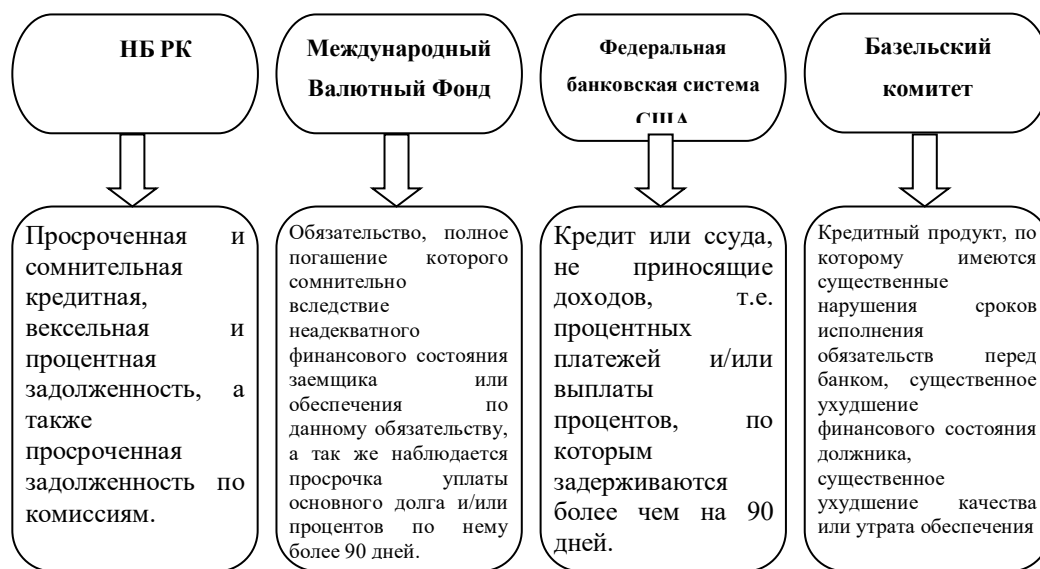 НБ РК
Международный
Валютный Фонд
Федеральная
банковская система
США
Базельский
комитет
Просроченная и
сомнительная
кредитная,
вексельная и
процентная
задолженность, а
также
просроченная
задолженность по
комиссиям.
Обязательство, полное
погашение которого
сомнительно
вследствие
неадекватного
финансового состояния
заемщика или
обеспечения по
данному обязательству,
а так же наблюдается
просрочка уплаты
основного долга и/или
процентов по нему
более 90 дней.
Кредит или ссуда,
не приносящие
доходов, т.е.
процентных
платежей и/или
выплаты
процентов, по
которым
задерживаются
более чем на 90
дней.
Кредитный продукт, по
которому имеются
существенные
нарушения сроков
исполнения
обязательств перед
банком, существенное
ухудшение
финансового состояния
должника,
существенное
ухудшение качества
или утрата обеспечения